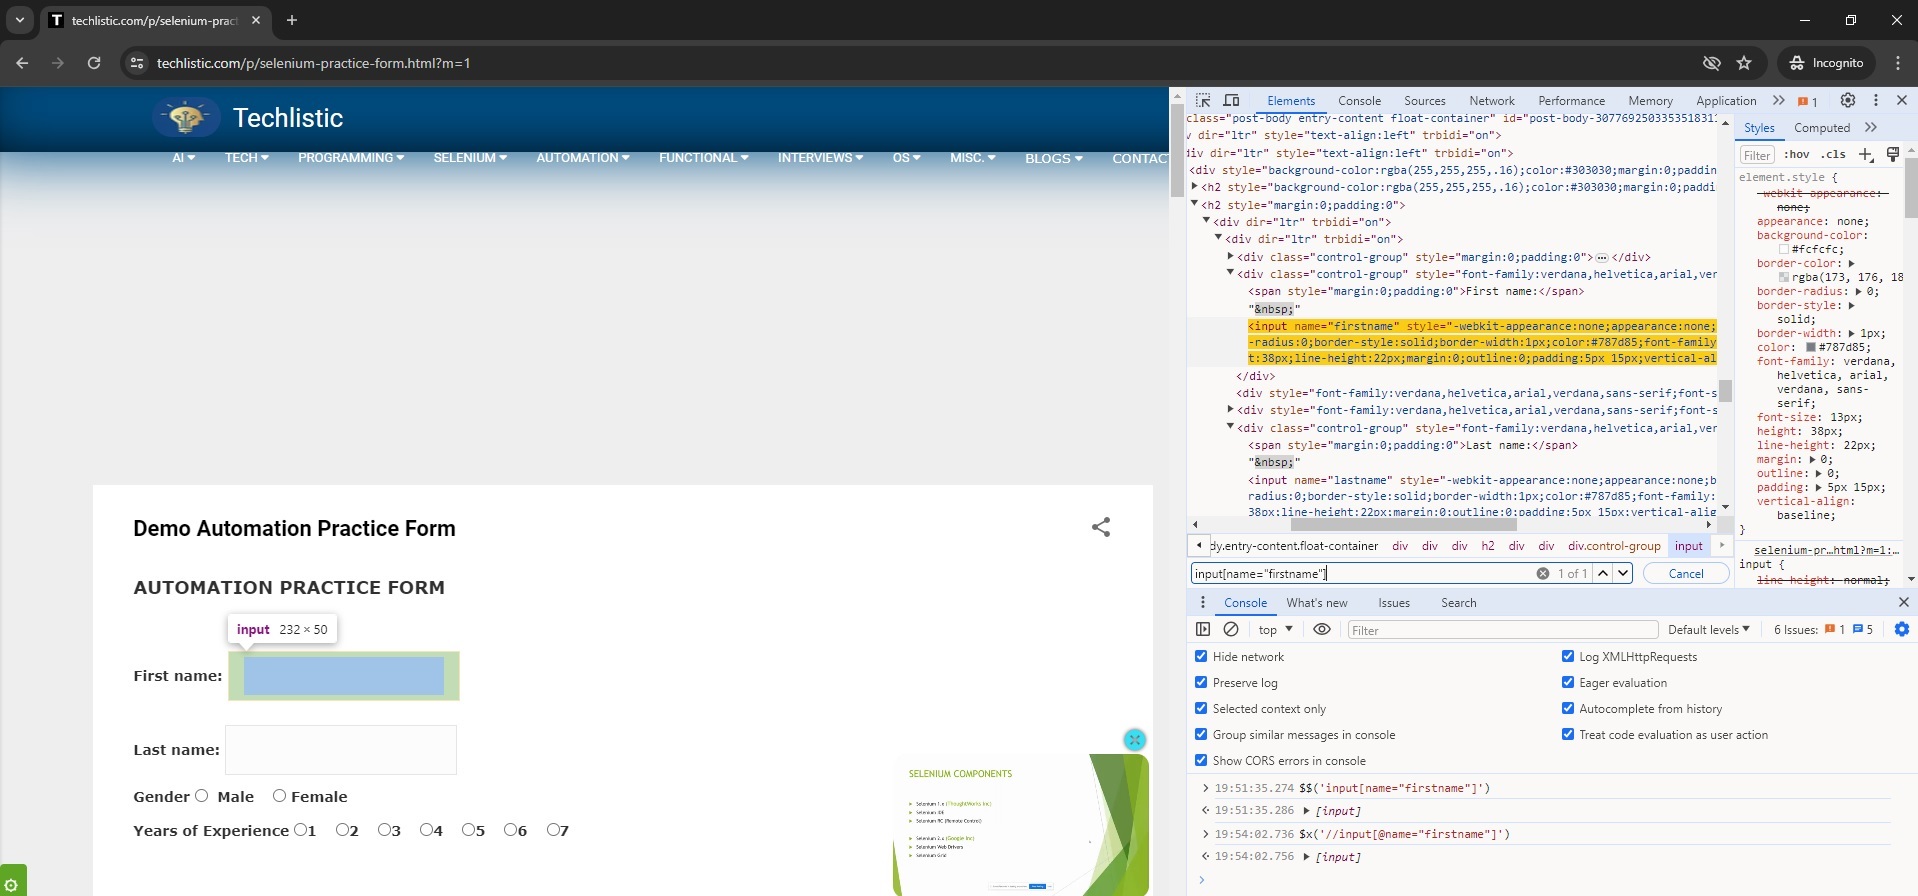 techlistic.com/p/selenium-pract
techlistic.com/p/selenium-practice-form.html?m=1
Incognito
Techlistic
AI
TECH
PROGRAMMING
SELENIUM
AUTOMATION
FUNCTIONAL
INTERVIEWS
OS
MISC.
BLOGS
CONTAC
Demo Automation Practice Form
AUTOMATION PRACTICE FORM
input 232 × 50
First name:
Last name:
Gender Male Female
Years of Experience 1 2 3 4 5 6 7
SELENIUM COMPONENTS
Selenium 1.x (ThoughtWorks Inc)
Selenium IDE
Selenium RC (Remote Control)
Selenium 2.x (Google Inc)
Selenium Web Drivers
Selenium Grid
Elements Console Sources Network Performance Memory Application 1
class="post-body entry-content float-container" id="post-body-3077692503353518311
v dir="ltr" style="text-align:left" trbidi="on">
div dir="ltr" style="text-align:left" trbidi="on">
<div style="background-color:rgba(255,255,255,.16);color:#303030;margin:0;paddin
<h2 style="background-color:rgba(255,255,255,.16);color:#303030;margin:0;paddi
<h2 style="margin:0;padding:0">
<div dir="ltr" trbidi="on">
<div dir="ltr" trbidi="on">
<div class="control-group" style="margin:0;padding:0"> … </div>
<div class="control-group" style="font-family:verdana,helvetica,arial,ver
<span style="margin:0;padding:0">First name:</span>
"&nbsp;"
<input name="firstname" style="-webkit-appearance:none;appearance:none;
-radius:0;border-style:solid;border-width:1px;color:#787d85;font-family
t:38px;line-height:22px;margin:0;outline:0;padding:5px 15px;vertical-al
</div>
<div style="font-family:verdana,helvetica,arial,verdana,sans-serif;font-s
<div style="font-family:verdana,helvetica,arial,verdana,sans-serif;font-s
<div class="control-group" style="font-family:verdana,helvetica,arial,ver
<span style="margin:0;padding:0">Last name:</span>
"&nbsp;"
<input name="lastname" style="-webkit-appearance:none;appearance:none;b
radius:0;border-style:solid;border-width:1px;color:#787d85;font-family:
38px;line-height:22px;margin:0;outline:0;padding:5px 15px;vertical-alig
dy.entry-content.float-container div div div h2 div div div.control-group input
input[name="firstname"] 1 of 1 Cancel
Styles Computed
Filter :hov .cls
element.style {
-webkit-appearance:
none;
appearance: none;
background-color:
#fcfcfc;
border-color:
rgba(173, 176, 18
border-radius: 0;
border-style:
solid;
border-width: 1px;
color: #787d85;
font-family: verdana,
helvetica, arial,
verdana, sans-
serif;
font-size: 13px;
height: 38px;
line-height: 22px;
margin: 0;
outline: 0;
padding: 5px 15px;
vertical-align:
baseline;
}
selenium-pr…html?m=1:…
input {
line-height: normal;
Console What's new Issues Search
top Filter Default levels 6 Issues: 1 5
Hide network Log XMLHttpRequests
Preserve log Eager evaluation
Selected context only Autocomplete from history
Group similar messages in console Treat code evaluation as user action
Show CORS errors in console
19:51:35.274 $$('input[name="firstname"]')
19:51:35.286 [input]
19:54:02.736 $x('//input[@name="firstname"]')
19:54:02.756 [input]